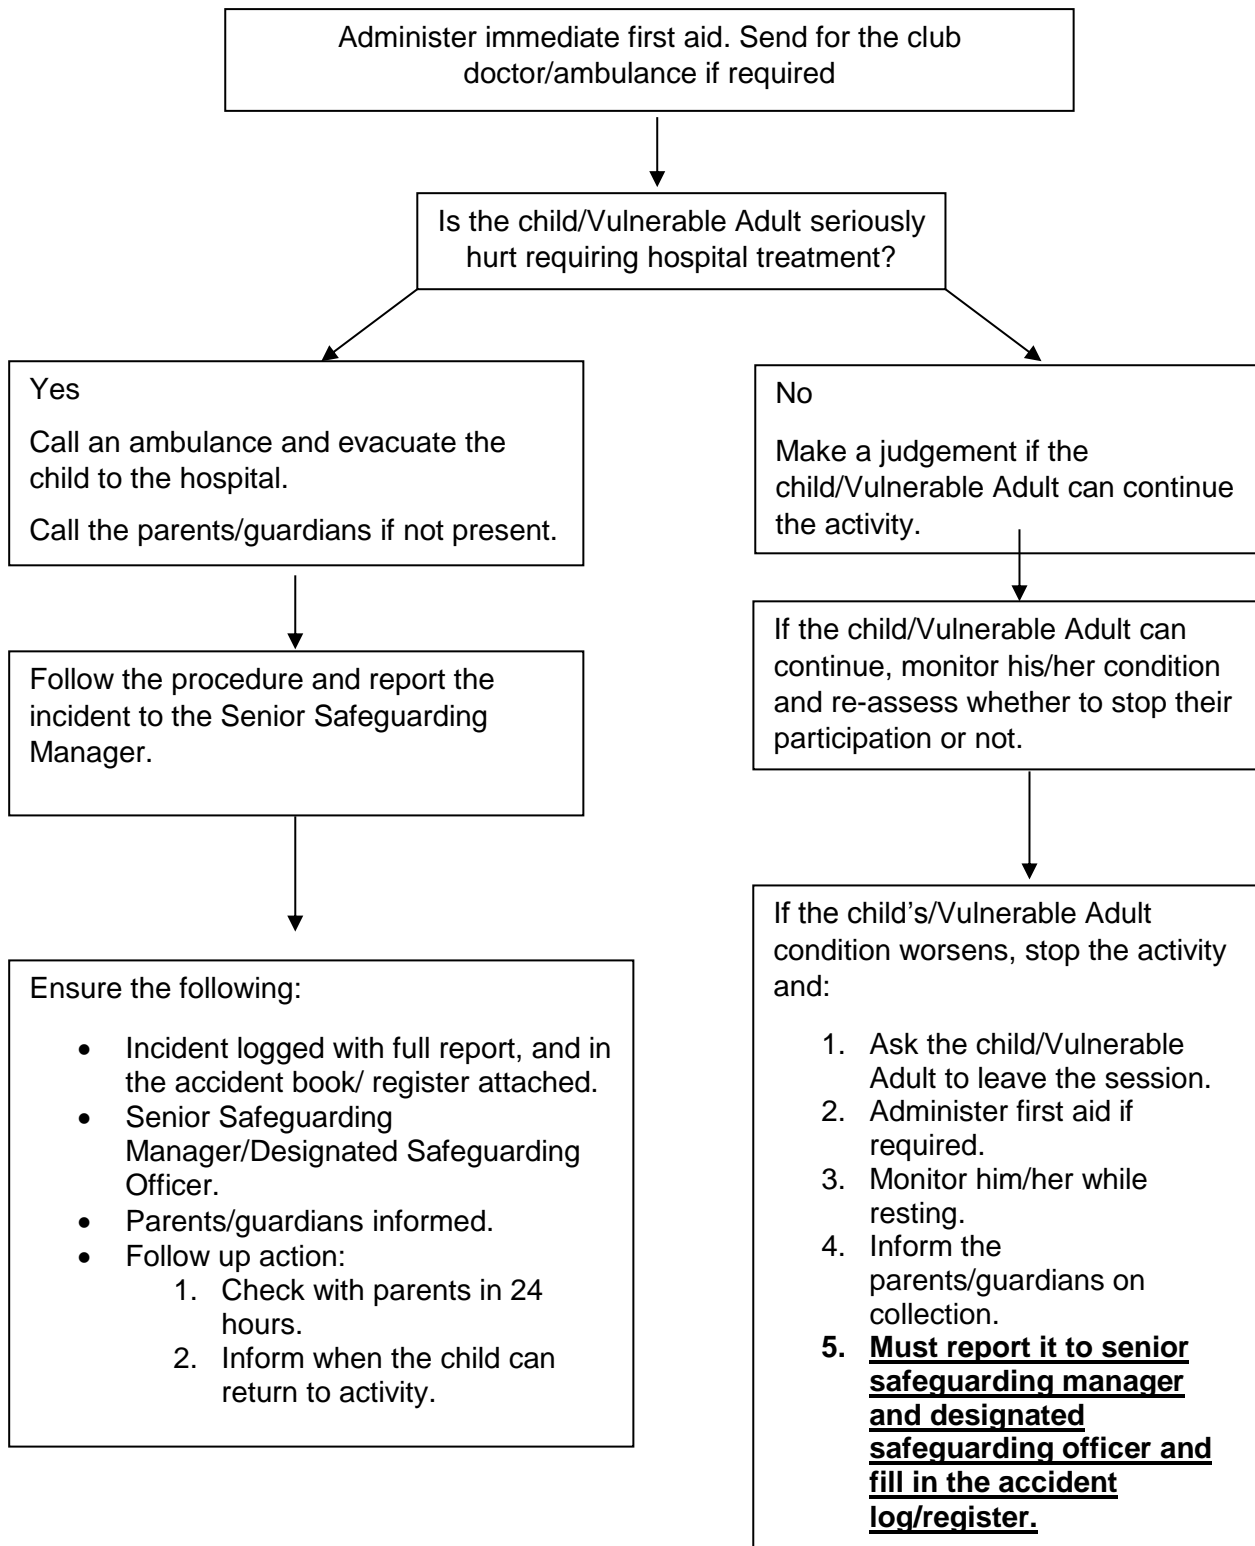 Administer immediate first aid. Send for the club
doctor/ambulance if required
Is the child/Vulnerable Adult seriously
hurt requiring hospital treatment?
Yes
Call an ambulance and evacuate the
child to the hospital.
Call the parents/guardians if not present.
Follow the procedure and report the
incident to the Senior Safeguarding
Manager.
Ensure the following:
• Incident logged with full report, and in
the accident book/ register attached.
• Senior Safeguarding
Manager/Designated Safeguarding
Officer.
• Parents/guardians informed.
• Follow up action:
1. Check with parents in 24
hours.
2. Inform when the child can
return to activity.
No
Make a judgement if the
child/Vulnerable Adult can continue
the activity.
If the child/Vulnerable Adult can
continue, monitor his/her condition
and re-assess whether to stop their
participation or not.
If the child’s/Vulnerable Adult
condition worsens, stop the activity
and:
1. Ask the child/Vulnerable
Adult to leave the session.
2. Administer first aid if
required.
3. Monitor him/her while
resting.
4. Inform the
parents/guardians on
collection.
5. Must report it to senior
safeguarding manager
and designated
safeguarding officer and
fill in the accident
log/register.